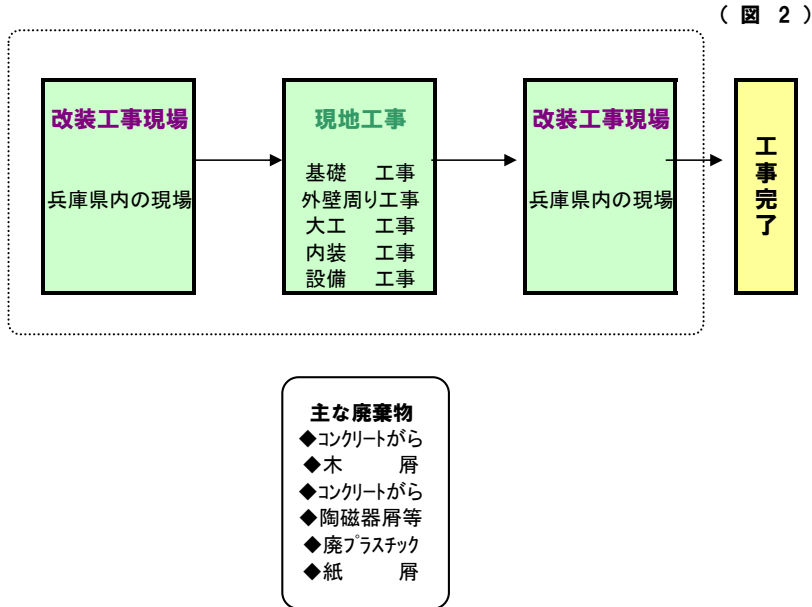 （ 図 2 ）
改装工事現場
兵庫県内の現場
現地工事
基礎 工事
外壁周り工事
大工 工事
内装 工事
設備 工事
改装工事現場
兵庫県内の現場
工事完了
主な廃棄物
◆ｺﾝｸﾘｰﾄがら
◆木 屑
◆ｺﾝｸﾘｰﾄがら
◆陶磁器屑等
◆廃ﾌﾟﾗｽﾁｯｸ
◆紙 屑